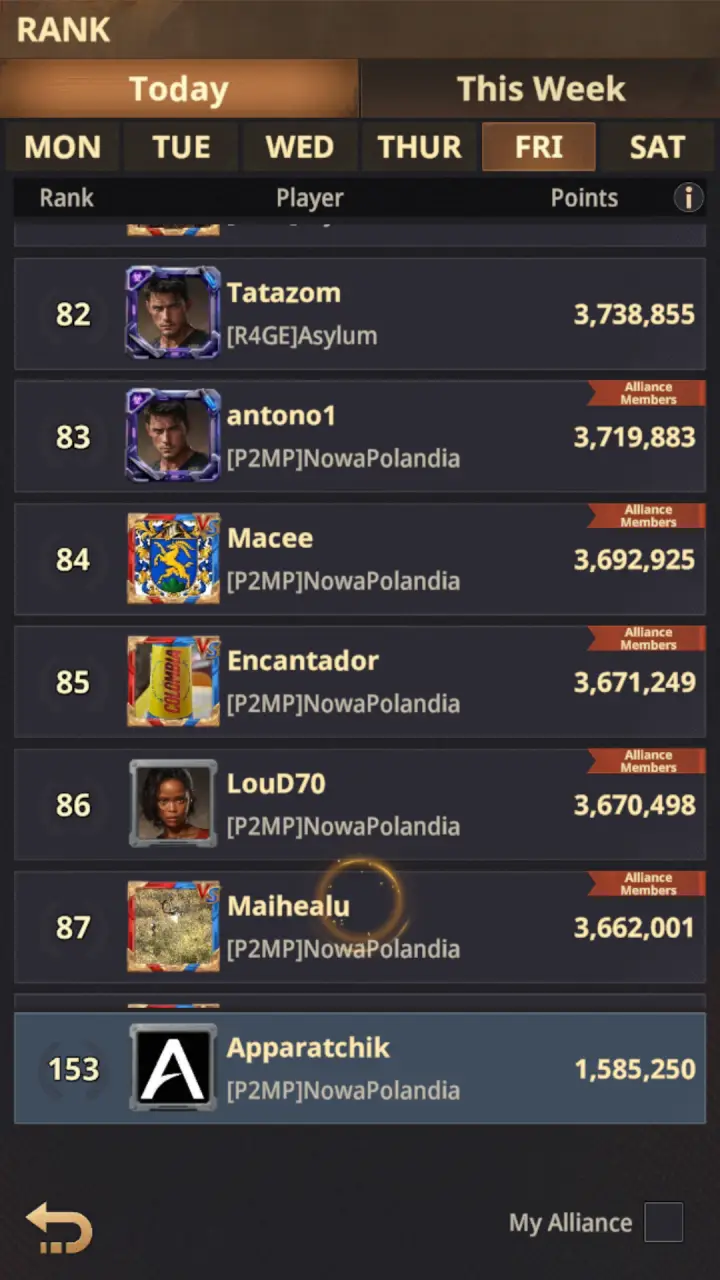 RANK
Today
This Week
MON
TUE
WED
THUR
FRI
SAT
Rank
Player
Points
82
Tatazom
[R4GE]Asylum
3,738,855
Alliance
Members
83
antono1
[P2MP]NowaPolandia
3,719,883
Alliance
Members
84
Macee
[P2MP]NowaPolandia
3,692,925
Alliance
Members
85
COLOMBIA
Encantador
[P2MP]NowaPolandia
3,671,249
Alliance
Members
86
LouD70
[P2MP]NowaPolandia
3,670,498
Alliance
Members
87
Maihealu
[P2MP]NowaPolandia
3,662,001
153
Apparatchik
[P2MP]NowaPolandia
1,585,250
My Alliance